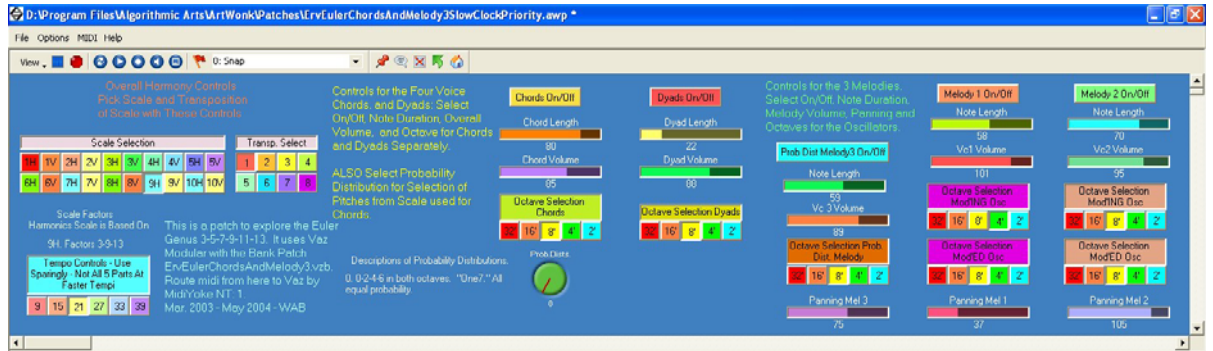 D:\Program Files\Algorithmic Arts\ArtWonk\Patches\ErvEulerChordsAndMelody3SlowClockPriority.awp *
File Options MIDI Help
View 0: Snap
Overall Harmony Controls
Pick Scale and Transposition
of Scale with These Controls
Scale Selection
1H 1V 2H 2V 3H 3V 4H 4V 5H 5V
6H 6V 7H 7V 8H 8V 9H 9V 10H 10V
Transp. Select
1 2 3 4
5 6 7 8
Scale Factors
Harmonics Scale is Based On
9H. Factors 3-9-13
Tempo Controls - Use
Sparingly - Not All 5 Parts At
Faster Tempi
9 15 21 27 33 39
This is a patch to explore the Euler
Genus 3-5-7-9-11-13. It uses Vaz
Modular with the Bank Patch
ErvEulerChordsAndMelody3.vzb.
Route midi from here to Vaz by
MidiYoke NT: 1
Mar. 2003 - May 2004 - WAB
Controls for the Four Voice
Chords, and Dyads: Select
On/Off, Note Duration, Overall
Volume, and Octave for Chords
and Dyads Separately.
ALSO Select Probability
Distribution for Selection of
Pitches from Scale used for
Chords.
Descriptions of Probability Distributions.
0. 0-2-4-6 in both octaves. "One7." All
equal probability.
Chords On/Off
Chord Length
80
Chord Volume
85
Octave Selection
Chords
32' 16' 8' 4' 2'
Prob Dists
0
Dyads On/Off
Dyad Length
22
Dyad Volume
88
Octave Selection Dyads
32' 16' 8' 4' 2'
Controls for the 3 Melodies.
Select On/Off, Note Duration,
Melody Volume, Panning and
Octaves for the Oscillators.
Prob Dist Melody3 On/Off
Note Length
59
Vc 3 Volume
89
Octave Selection Prob.
Dist. Melody
32' 16' 8' 4' 2'
Panning Mel 3
75
Melody 1 On/Off
Note Length
58
Vc1 Volume
101
Octave Selection
Mod'ING Osc
32' 16' 8' 4' 2'
Octave Selection
Mod'ED Osc
32' 16' 8' 4' 2'
Panning Mel 1
37
Melody 2 On/Off
Note Length
70
Vc2 Volume
95
Octave Selection
Mod'ING Osc
32' 16' 8' 4' 2'
Octave Selection
Mod'ED Osc
32' 16' 8' 4' 2'
Panning Mel 2
105